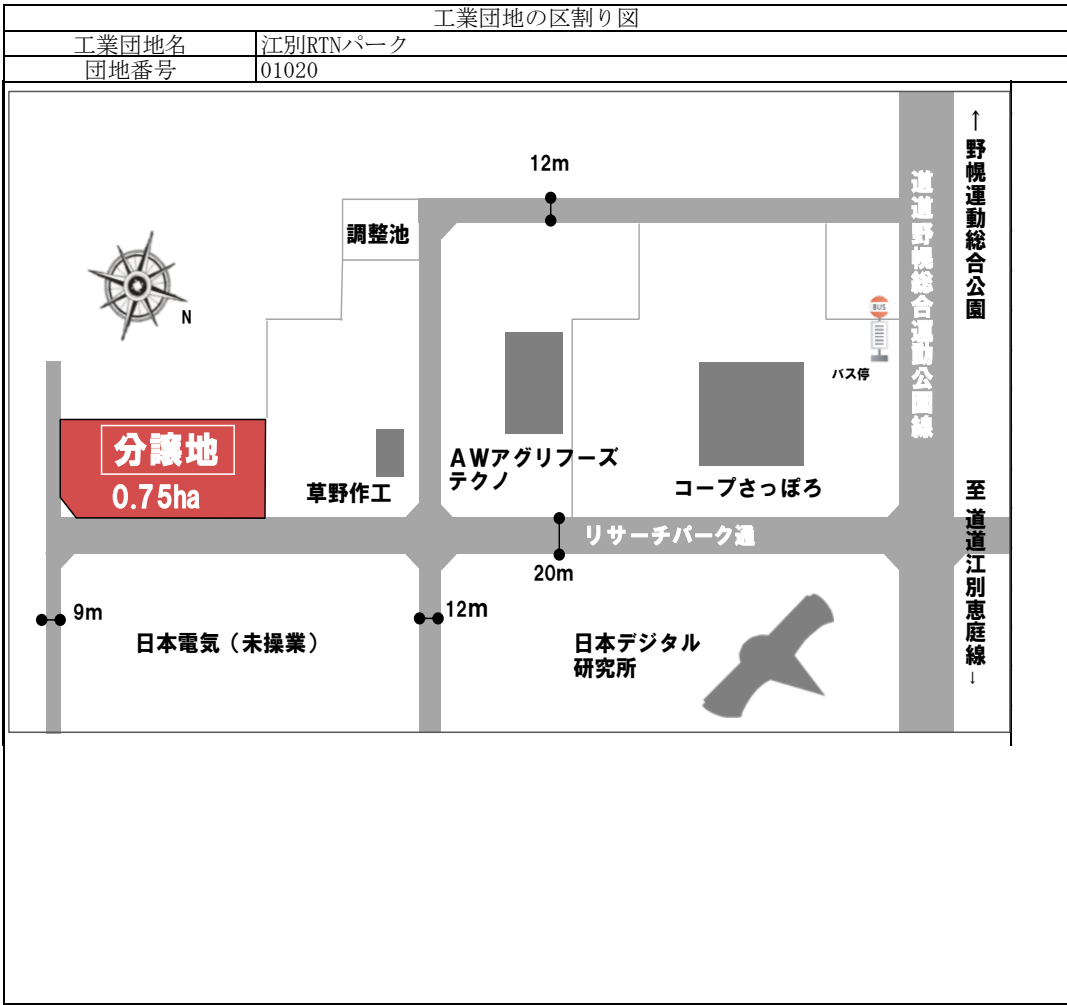 工業団地の区割り図
工業団地名 江別RTNパーク
団地番号 01020
↑野幌運動総合公園
12m
道道野幌総合運動公園線
調整池
N
BUS
バス停
分譲地
0.75ha
草野作工
AWアグリフーズ
テクノ
コープさっぽろ
至 道道江別恵庭線↓
リサーチパーク通
20m
9m
12m
日本電気（未操業）
日本デジタル
研究所